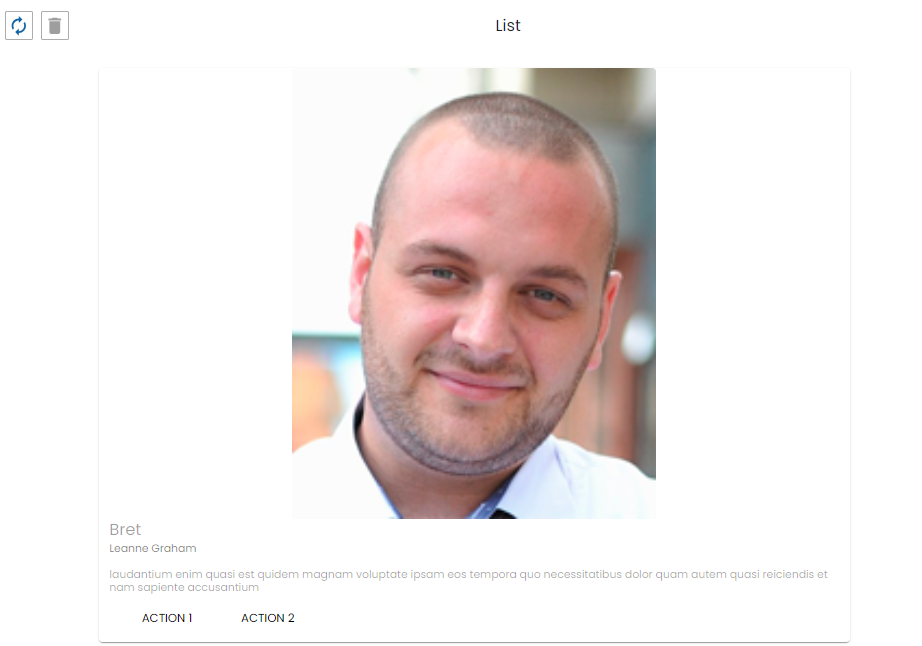 List
Bret
Leanne Graham
laudantium enim quasi est quidem magnam voluptate ipsam eos tempora quo necessitatibus dolor quam autem quasi reiciendis et
nam sapiente accusantium
ACTION 1 ACTION 2